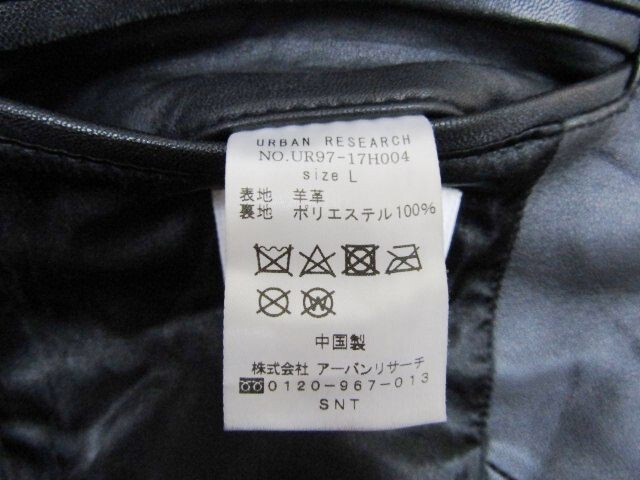 URBAN RESEARCH
NO.UR97-17H004
size L
表地 羊革
裏地 ポリエステル100%
中国製
株式会社 アーバンリサーチ
0120-967-013
SNT